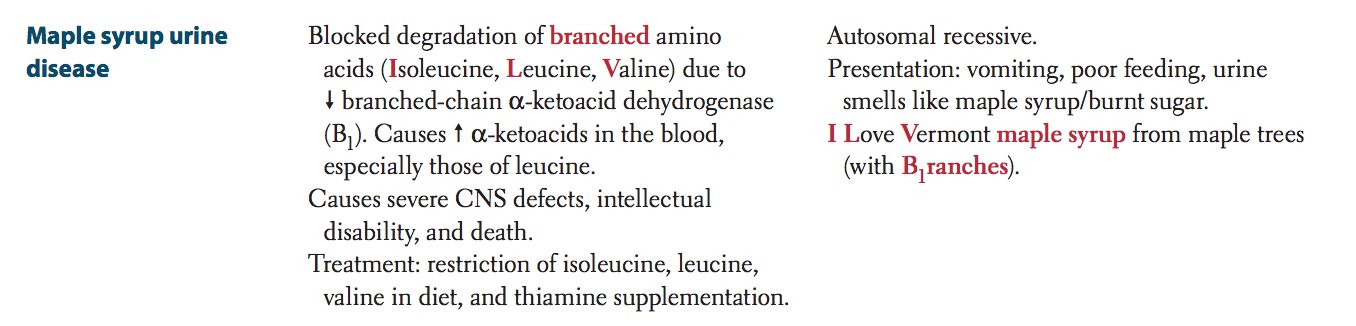 Maple syrup urine
disease
Blocked degradation of branched amino
acids (Isoleucine, Leucine, Valine) due to
↓ branched-chain α-ketoacid dehydrogenase
(B₁). Causes ↑ α-ketoacids in the blood,
especially those of leucine.
Causes severe CNS defects, intellectual
disability, and death.
Treatment: restriction of isoleucine, leucine,
valine in diet, and thiamine supplementation.
Autosomal recessive.
Presentation: vomiting, poor feeding, urine
smells like maple syrup/burnt sugar.
I Love Vermont maple syrup from maple trees
(with B₁ranches).